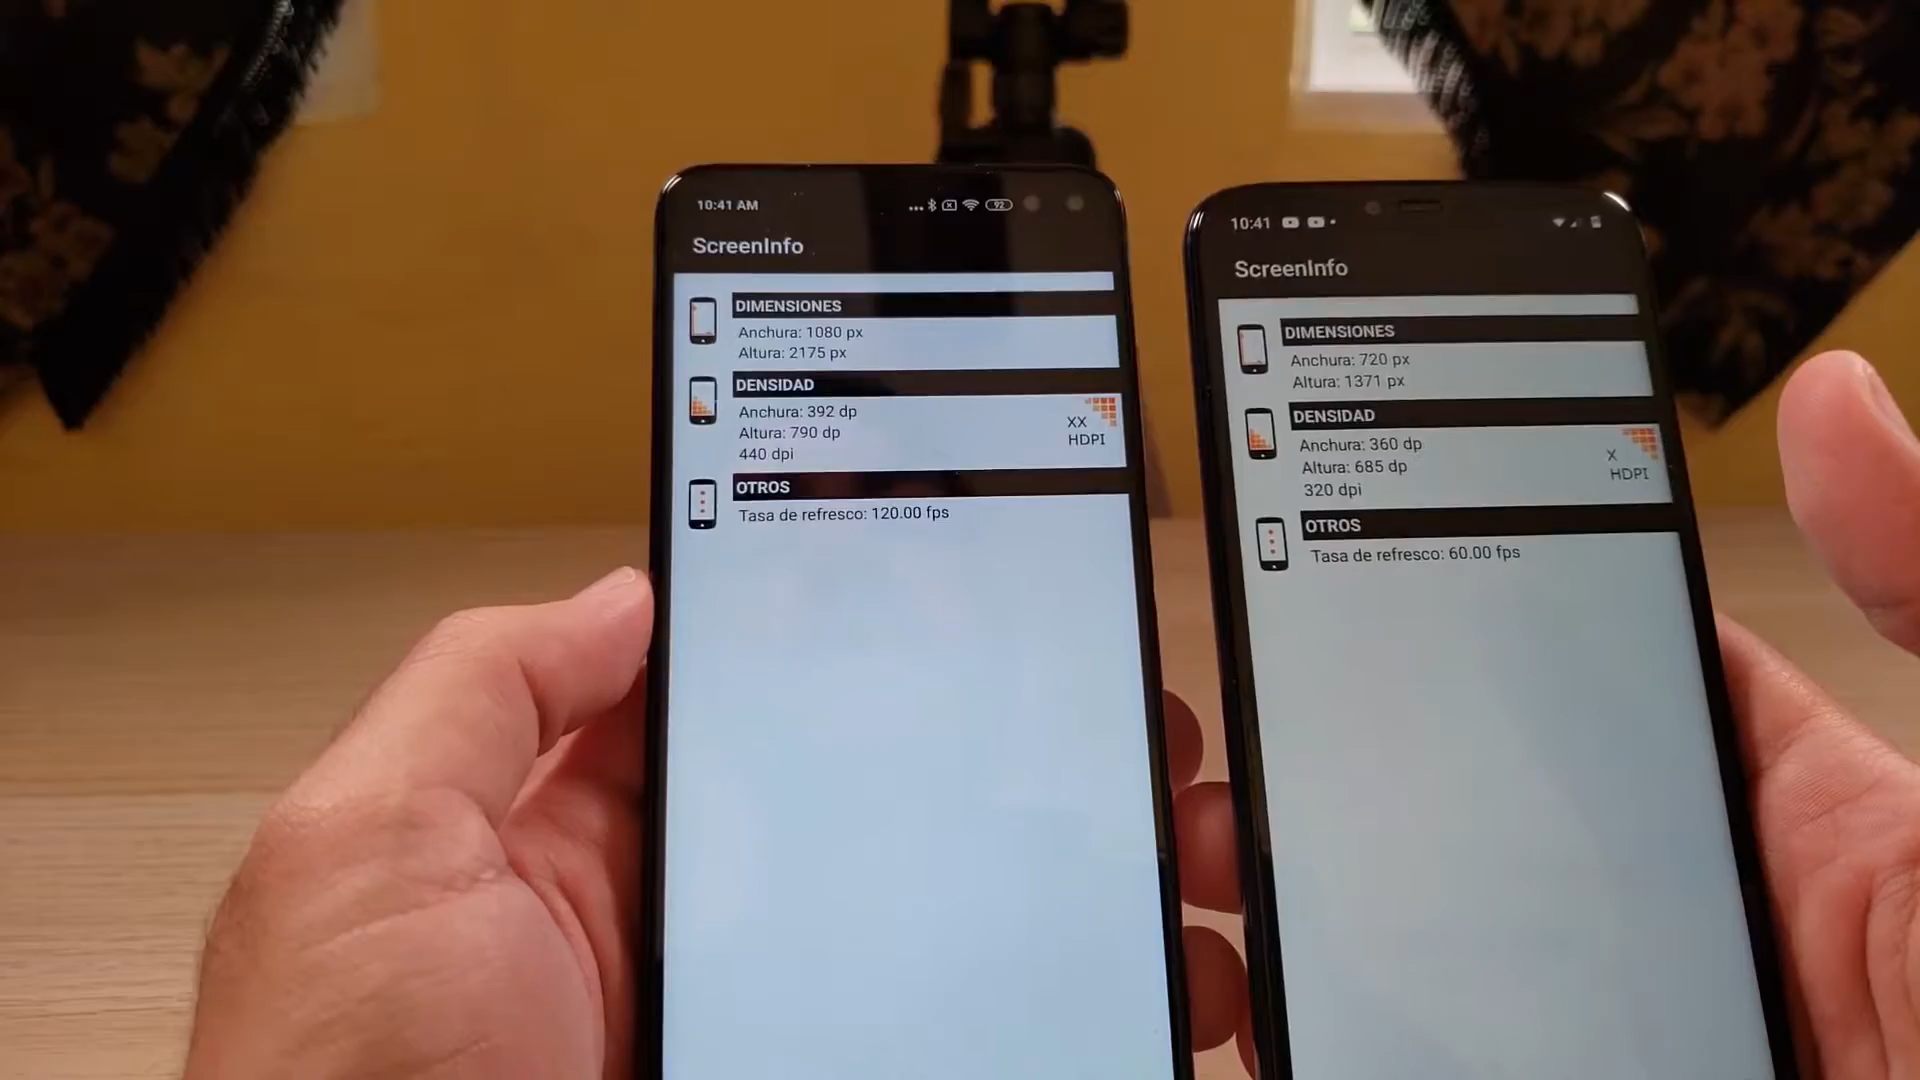 10:41 AM
92
ScreenInfo
DIMENSIONES
Anchura: 1080 px
Altura: 2175 px
DENSIDAD
Anchura: 392 dp
Altura: 790 dp
440 dpi
XX
HDPI
OTROS
Tasa de refresco: 120.00 fps
10:41
ScreenInfo
DIMENSIONES
Anchura: 720 px
Altura: 1371 px
DENSIDAD
Anchura: 360 dp
Altura: 685 dp
320 dpi
X
HDPI
OTROS
Tasa de refresco: 60.00 fps